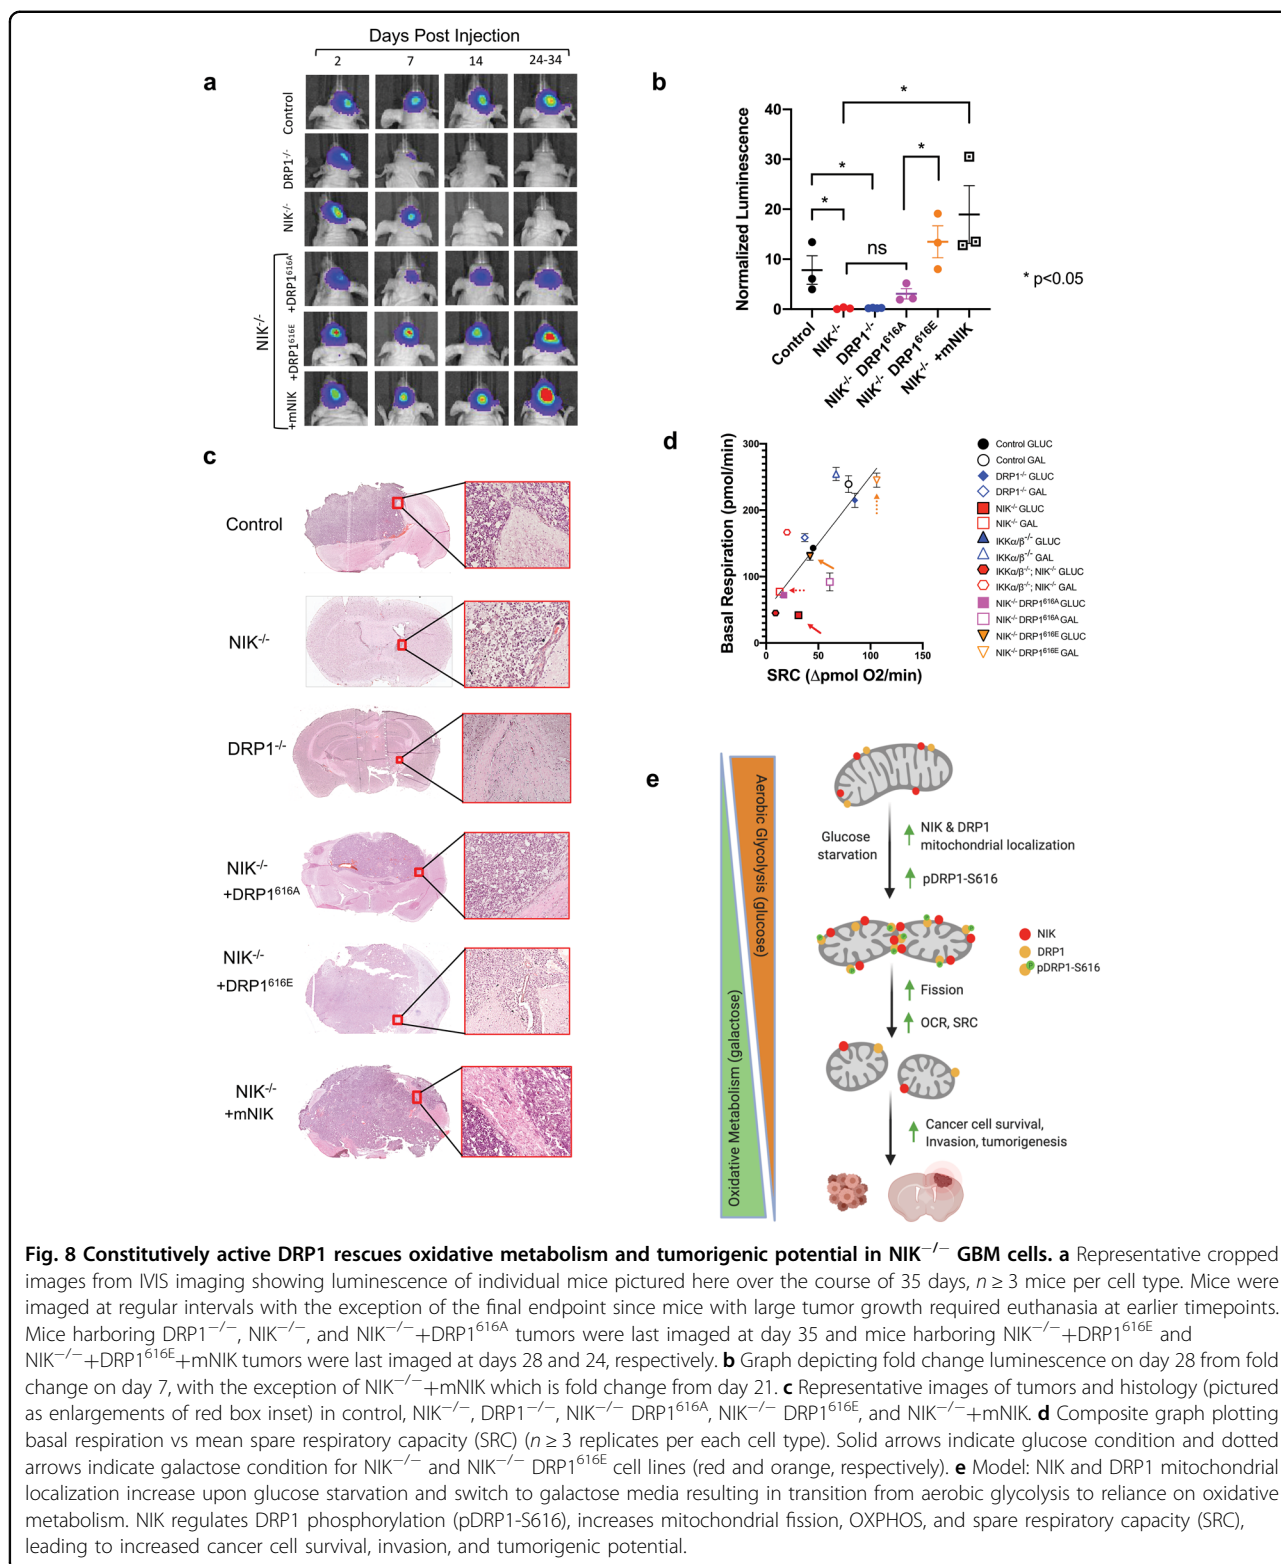 Days Post Injection
a
2
7
14
24-34
Control
DRP1-/-
NIK-/-
NIK-/-
+DRP1616A
+DRP1616E
+mNIK
b
Normalized Luminescence
40
30
20
10
0
*
*
*
*
ns
* p<0.05
Control
NIK-/-
DRP1-/-
NIK-/- DRP1616A
NIK-/- DRP1616E
NIK-/- +mNIK
c
Control
NIK-/-
DRP1-/-
NIK-/-
+DRP1616A
NIK-/-
+DRP1616E
NIK-/-
+mNIK
d
Basal Respiration (pmol/min)
300
200
100
0
0
50
100
150
SRC (Δpmol O2/min)
Control GLUC
Control GAL
DRP1-/- GLUC
DRP1-/- GAL
NIK-/- GLUC
NIK-/- GAL
IKKα/β-/- GLUC
IKKα/β-/- GAL
IKKα/β-/-; NIK-/- GLUC
IKKα/β-/-; NIK-/- GAL
NIK-/- DRP1616A GLUC
NIK-/- DRP1616A GAL
NIK-/- DRP1616E GLUC
NIK-/- DRP1616E GAL
e
Oxidative Metabolism (galactose)
Aerobic Glycolysis (glucose)
Glucose
starvation
NIK & DRP1
mitochondrial localization
pDRP1-S616
NIK
DRP1
P
pDRP1-S616
Fission
OCR, SRC
Cancer cell survival,
Invasion, tumorigenesis
Fig. 8 Constitutively active DRP1 rescues oxidative metabolism and tumorigenic potential in NIK−/− GBM cells. a Representative cropped
images from IVIS imaging showing luminescence of individual mice pictured here over the course of 35 days, n ≥ 3 mice per cell type. Mice were
imaged at regular intervals with the exception of the final endpoint since mice with large tumor growth required euthanasia at earlier timepoints.
Mice harboring DRP1−/−, NIK−/−, and NIK−/−+DRP1616A tumors were last imaged at day 35 and mice harboring NIK−/−+DRP1616E and
NIK−/−+DRP1616E+mNIK tumors were last imaged at days 28 and 24, respectively. b Graph depicting fold change luminescence on day 28 from fold
change on day 7, with the exception of NIK−/−+mNIK which is fold change from day 21. c Representative images of tumors and histology (pictured
as enlargements of red box inset) in control, NIK−/−, DRP1−/−, NIK−/− DRP1616A, NIK−/− DRP1616E, and NIK−/−+mNIK. d Composite graph plotting
basal respiration vs mean spare respiratory capacity (SRC) (n ≥ 3 replicates per each cell type). Solid arrows indicate glucose condition and dotted
arrows indicate galactose condition for NIK−/− and NIK−/− DRP1616E cell lines (red and orange, respectively). e Model: NIK and DRP1 mitochondrial
localization increase upon glucose starvation and switch to galactose media resulting in transition from aerobic glycolysis to reliance on oxidative
metabolism. NIK regulates DRP1 phosphorylation (pDRP1-S616), increases mitochondrial fission, OXPHOS, and spare respiratory capacity (SRC),
leading to increased cancer cell survival, invasion, and tumorigenic potential.